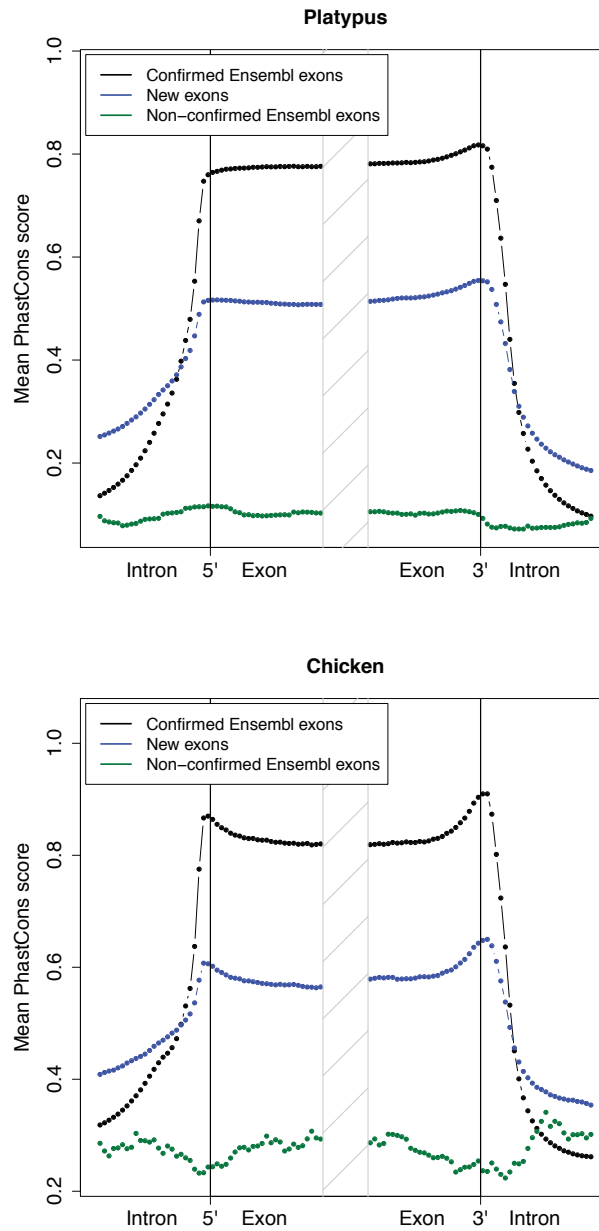 Platypus
1.0
Confirmed Ensembl exons
New exons
Non−confirmed Ensembl exons
0.8
0.6
0.4
0.2
Mean PhastCons score
Intron 5' Exon Exon 3' Intron
Chicken
1.0
Confirmed Ensembl exons
New exons
Non−confirmed Ensembl exons
0.8
0.6
0.4
0.2
Mean PhastCons score
Intron 5' Exon Exon 3' Intron